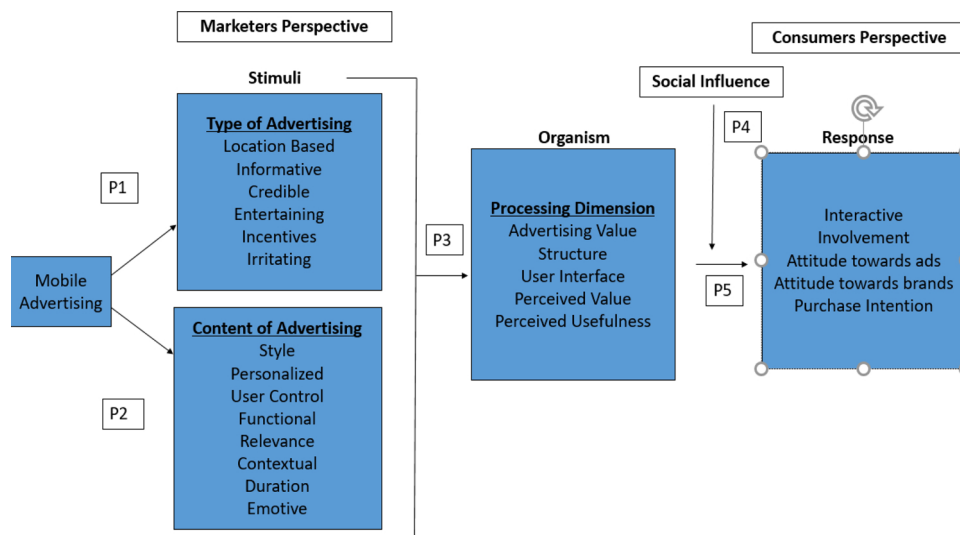 Marketers Perspective
Consumers Perspective
Stimuli
Social Influence
Type of Advertising
Location Based
Informative
Credible
Entertaining
Incentives
Irritating
P1
P4
Organism
Response
Processing Dimension
Advertising Value
Structure
User Interface
Perceived Value
Perceived Usefulness
Interactive
Involvement
Attitude towards ads
Attitude towards brands
Purchase Intention
P3
P5
Mobile
Advertising
Content of Advertising
Style
Personalized
User Control
Functional
Relevance
Contextual
Duration
Emotive
P2